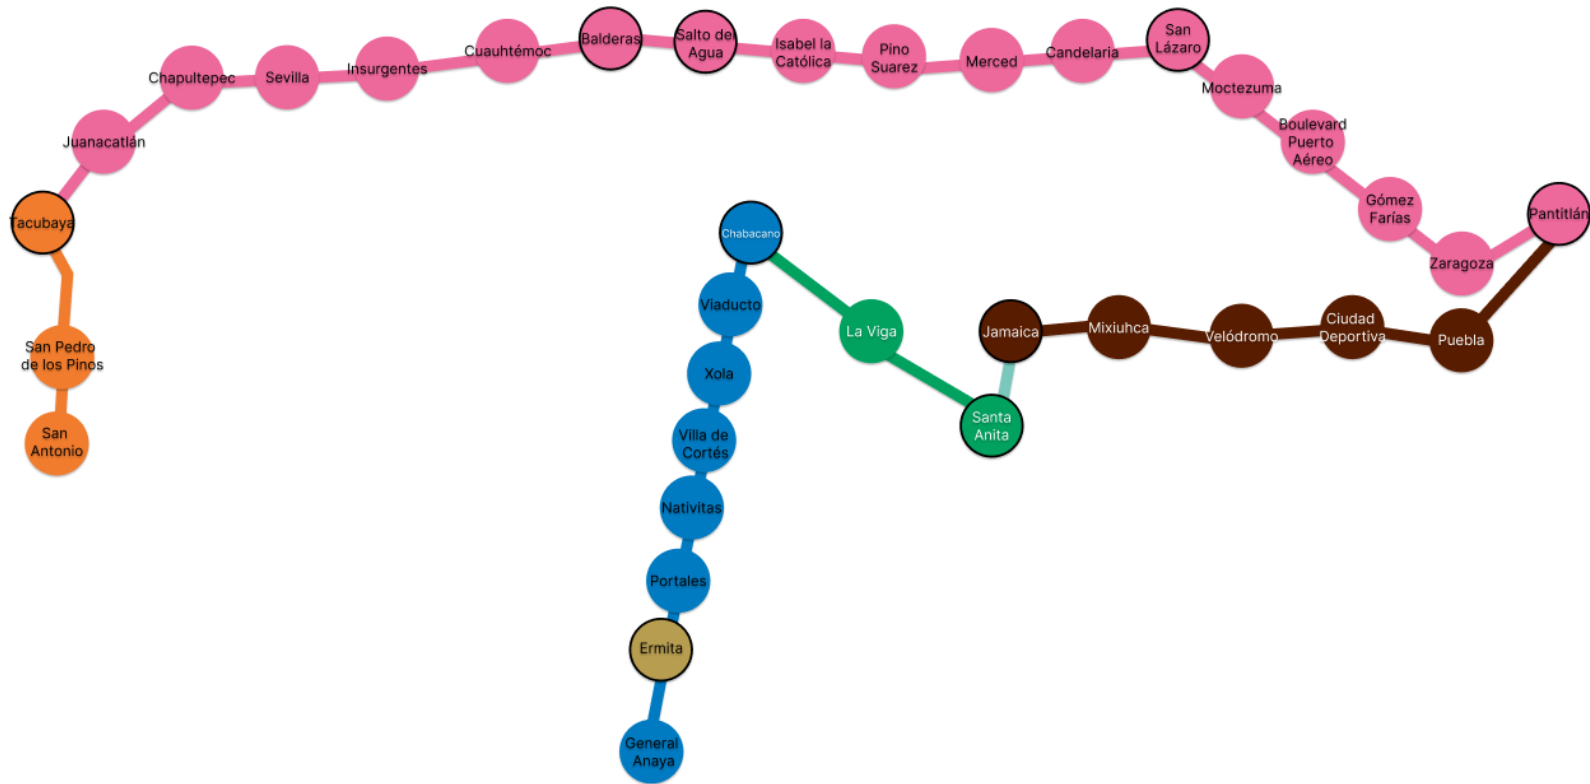 San
Lázaro
Balderas
Salto del
Agua
Cuauhtémoc
Isabel la
Católica
Pino
Suarez
Merced
Candelaria
Insurgentes
Sevilla
Chapultepec
Moctezuma
Juanacatlán
Boulevard
Puerto
Aéreo
Gómez
Farías
Pantitlán
Tacubaya
Chabacano
Zaragoza
Viaducto
La Viga
Jamaica
Mixiuhca
Velódromo
Ciudad
Deportiva
Puebla
San Pedro
de los Pinos
Xola
Santa
Anita
San
Antonio
Villa de
Cortés
Nativitas
Portales
Ermita
General
Anaya